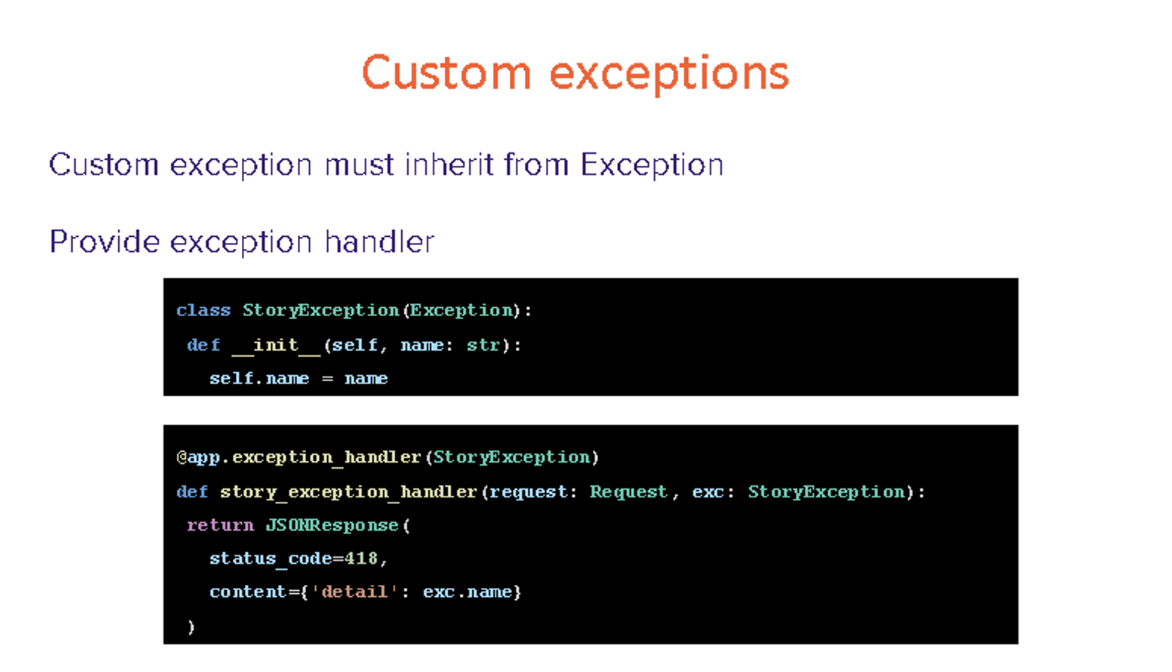 Custom exceptions
Custom exception must inherit from Exception
Provide exception handler
class StoryException(Exception):
 def __init__(self, name: str):
   self.name = name
@app.exception_handler(StoryException)
def story_exception_handler(request: Request, exc: StoryException):
 return JSONResponse(
   status_code=418,
   content={'detail': exc.name}
 )